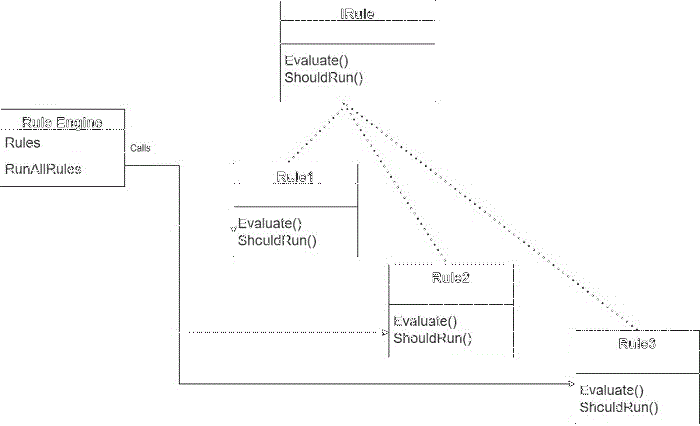 IRule
Evaluate()
ShouldRun()
Rule Engine
Rules
RunAllRules
Calls
Rule1
Evaluate()
ShouldRun()
Rule2
Evaluate()
ShouldRun()
Rule3
Evaluate()
ShouldRun()